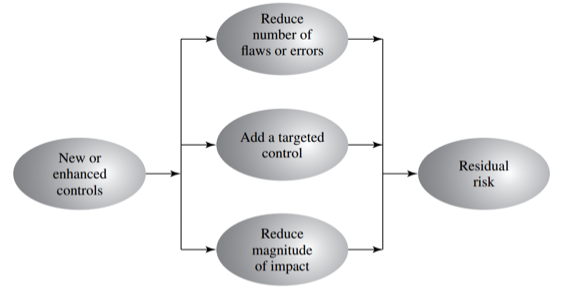 Reduce
number of
flaws or errors
New or
enhanced
controls
Add a targeted
control
Residual
risk
Reduce
magnitude
of impact